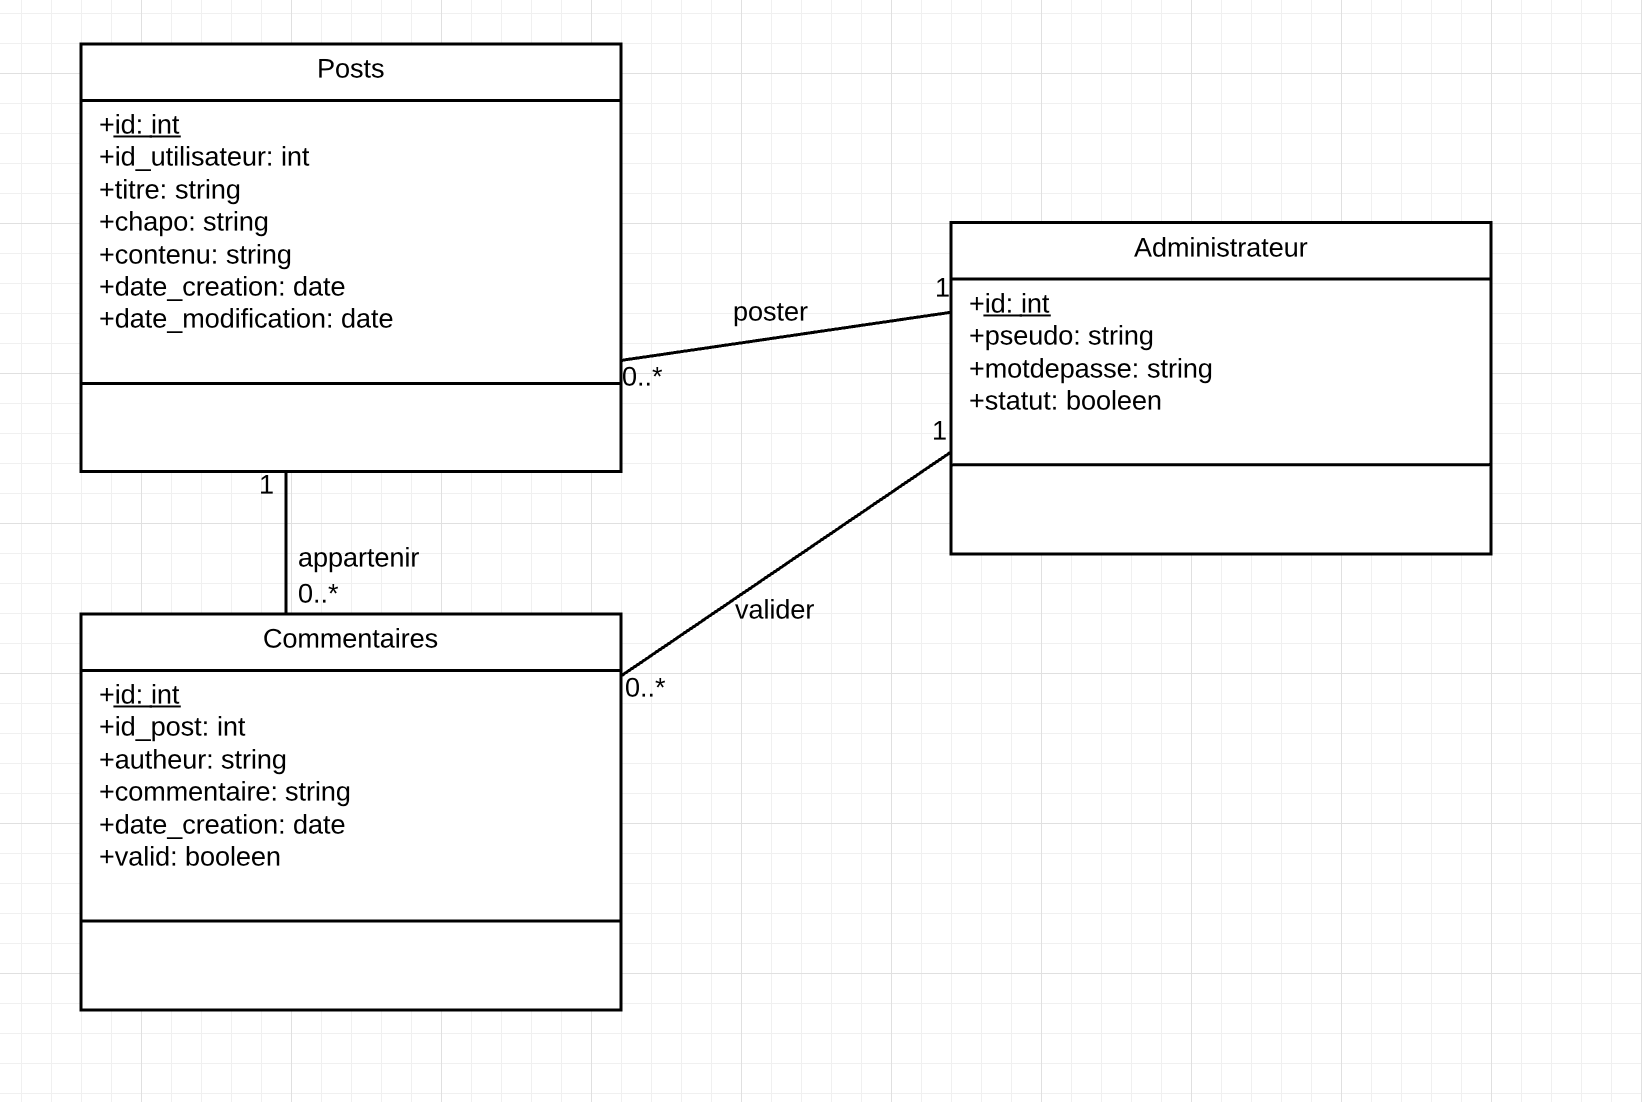 Posts
+id: int
+id_utilisateur: int
+titre: string
+chapo: string
+contenu: string
+date_creation: date
+date_modification: date
Administrateur
+id: int
+pseudo: string
+motdepasse: string
+statut: booleen
1
poster
0..*
1
valider
0..*
1
appartenir
0..*
Commentaires
+id: int
+id_post: int
+autheur: string
+commentaire: string
+date_creation: date
+valid: booleen